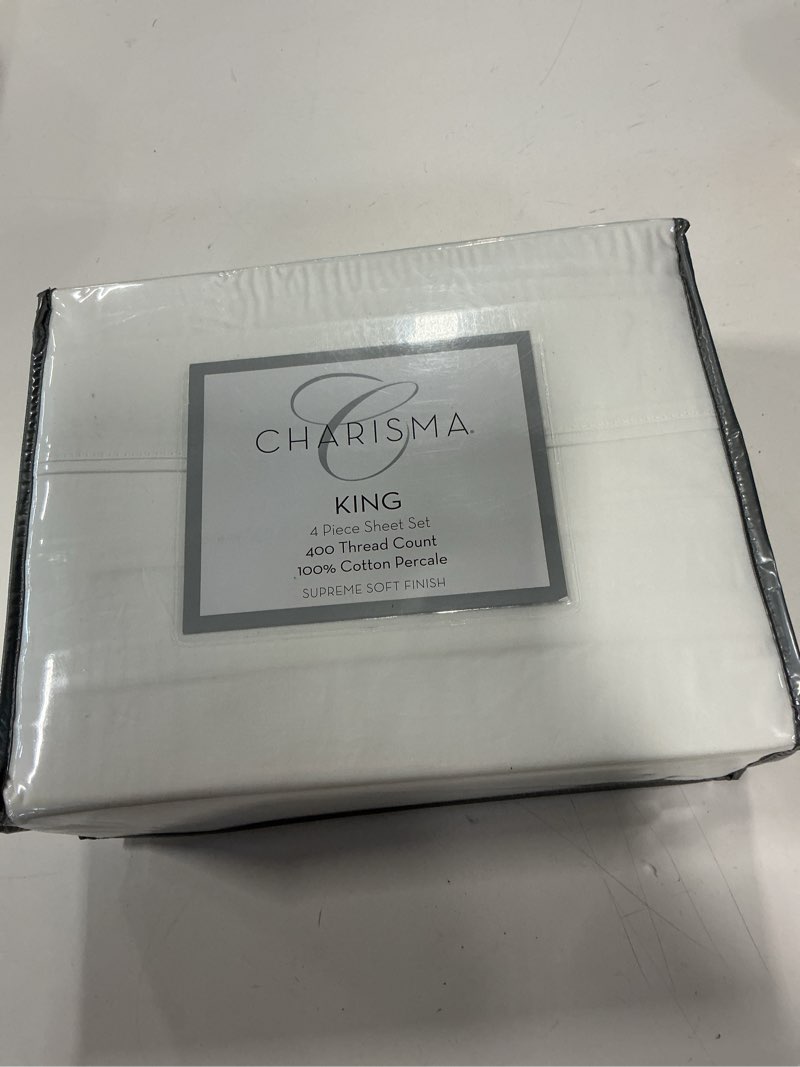 C
CHARISMA®
KING
4 Piece Sheet Set
400 Thread Count
100% Cotton Percale
SUPREME SOFT FINISH